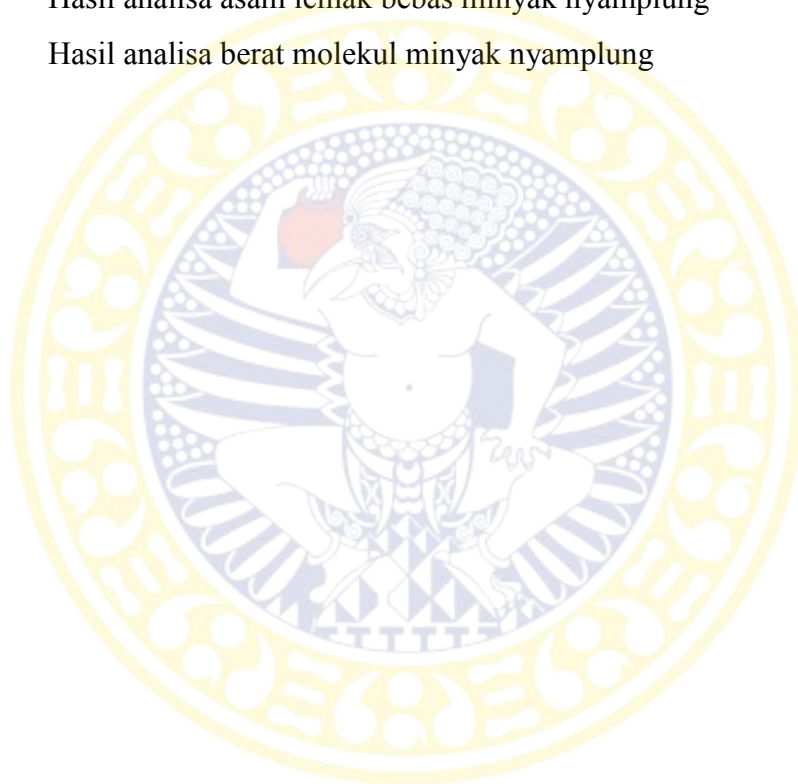 Hasil analisa asam lemak bebas minyak nyamplung
Hasil analisa berat molekul minyak nyamplung